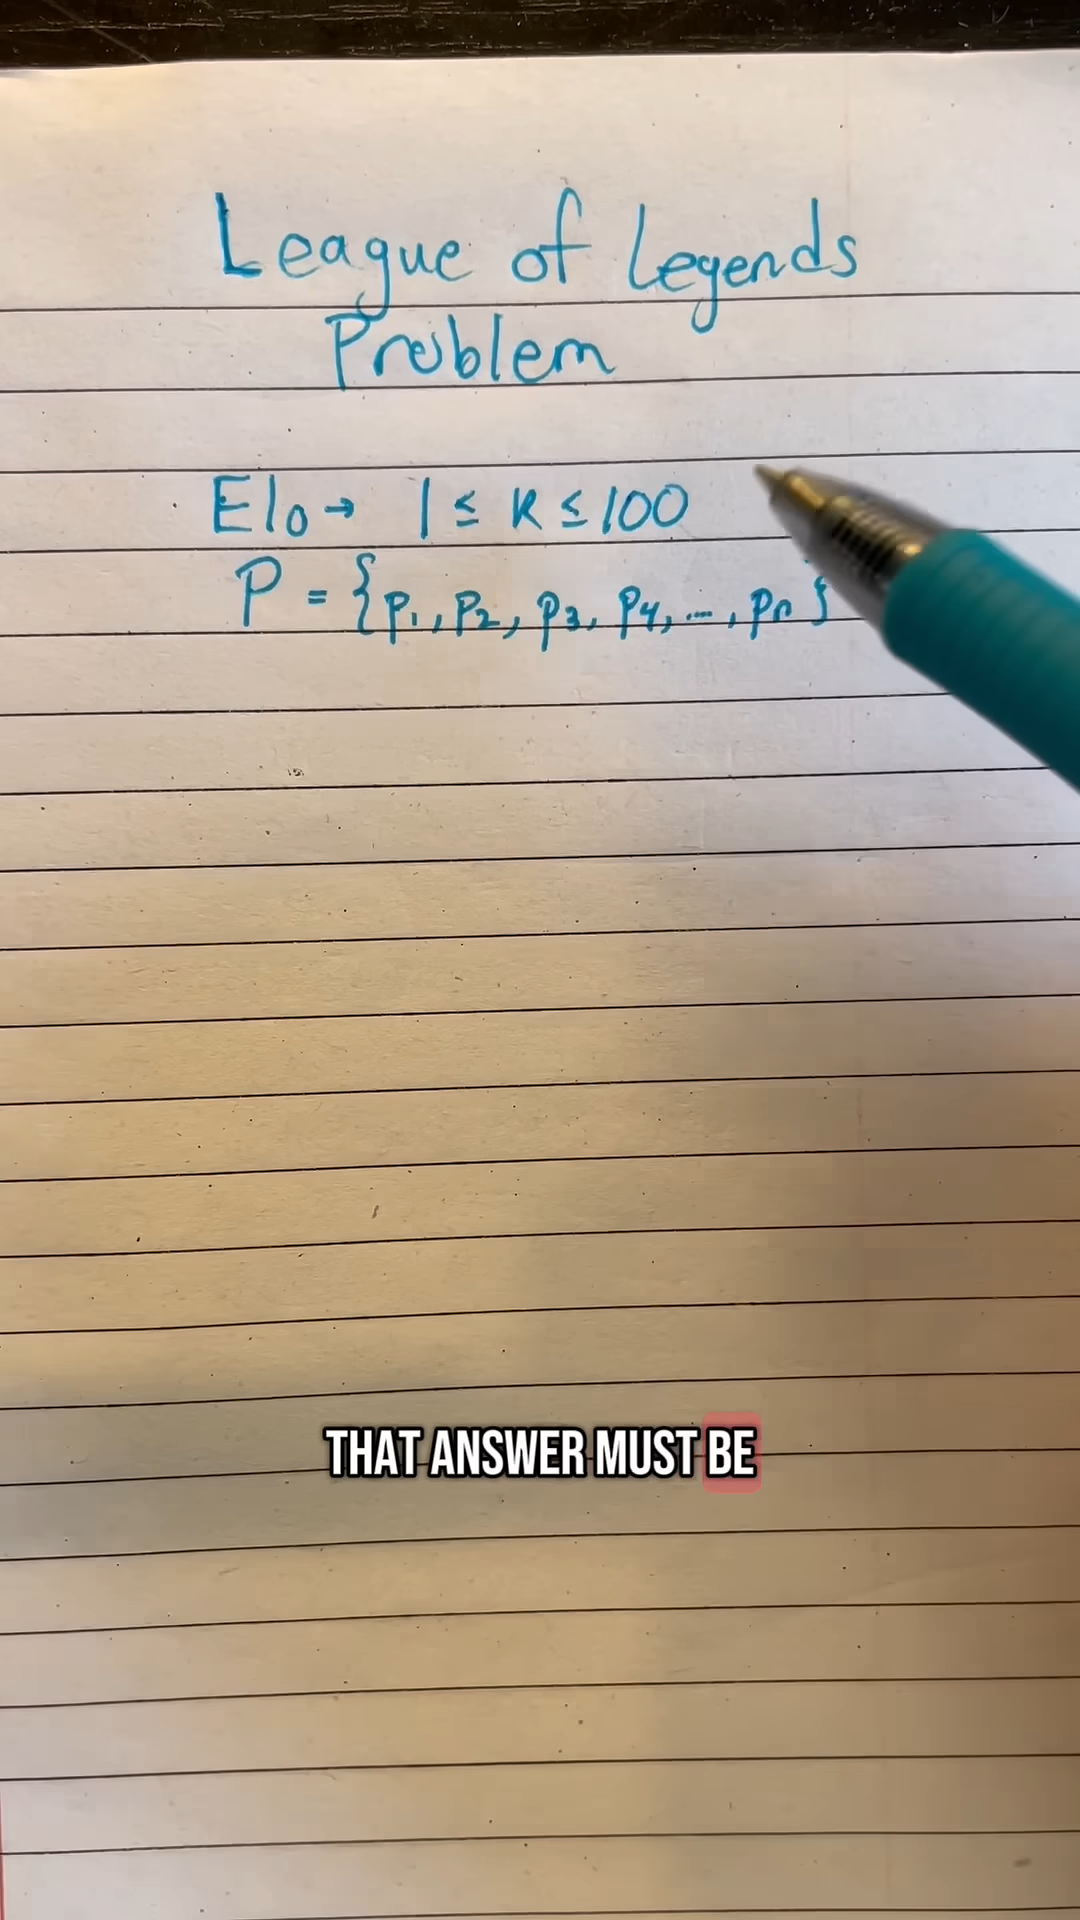 League of Legends
Problem
Elo → 1 ≤ K ≤ 100
P = {p₁, p₂, p₃, p₄, ..., pn}
THAT ANSWER MUST BE